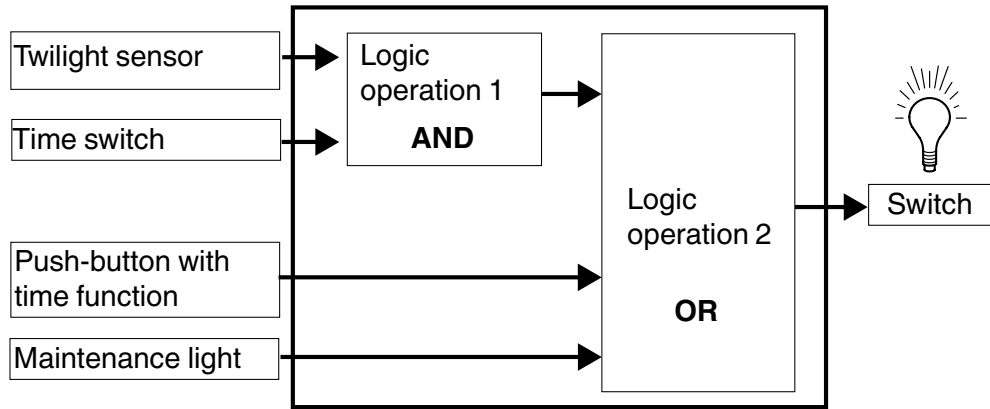 Twilight sensor
Time switch
Push-button with
time function
Maintenance light
Logic
operation 1
AND
Logic
operation 2
OR
Switch